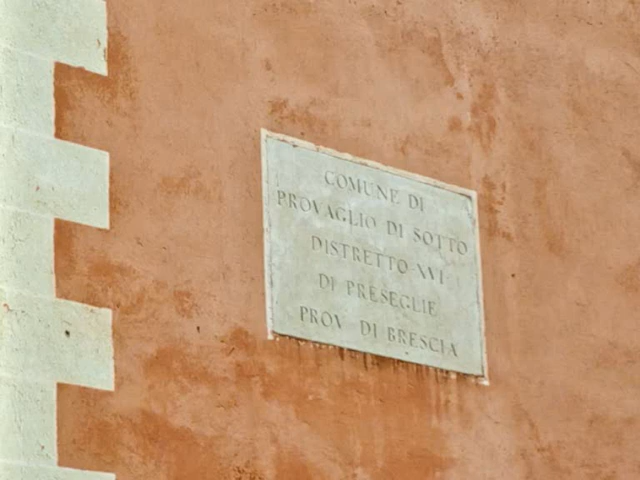 COMUNE DI
PROVAGLIO DI SOTTO
DISTRETTO XVI
DI PRESEGLIE
PROV DI BRESCIA